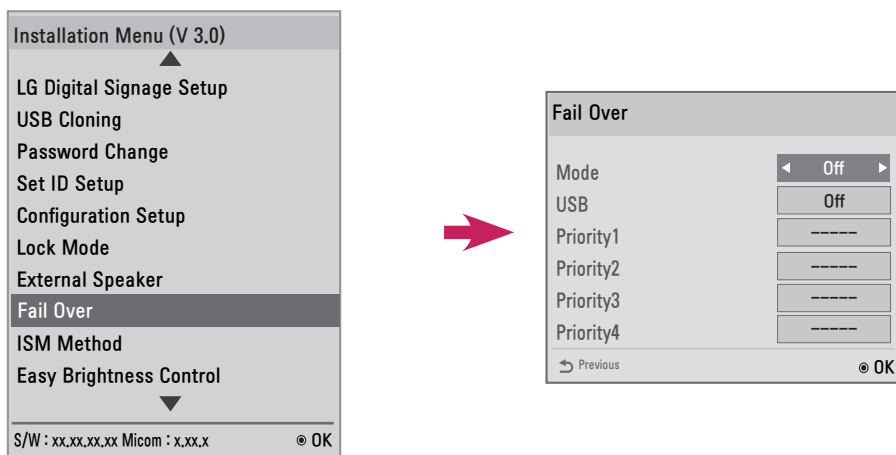 Installation Menu (V 3.0)
LG Digital Signage Setup
USB Cloning
Password Change
Set ID Setup
Configuration Setup
Lock Mode
External Speaker
Fail Over
ISM Method
Easy Brightness Control
S/W : xx.xx.xx.xx Micom : x.xx.x ◉ OK
Fail Over
Mode ◀ Off ▶
USB Off
Priority1 -----
Priority2 -----
Priority3 -----
Priority4 -----
Previous ◉ OK